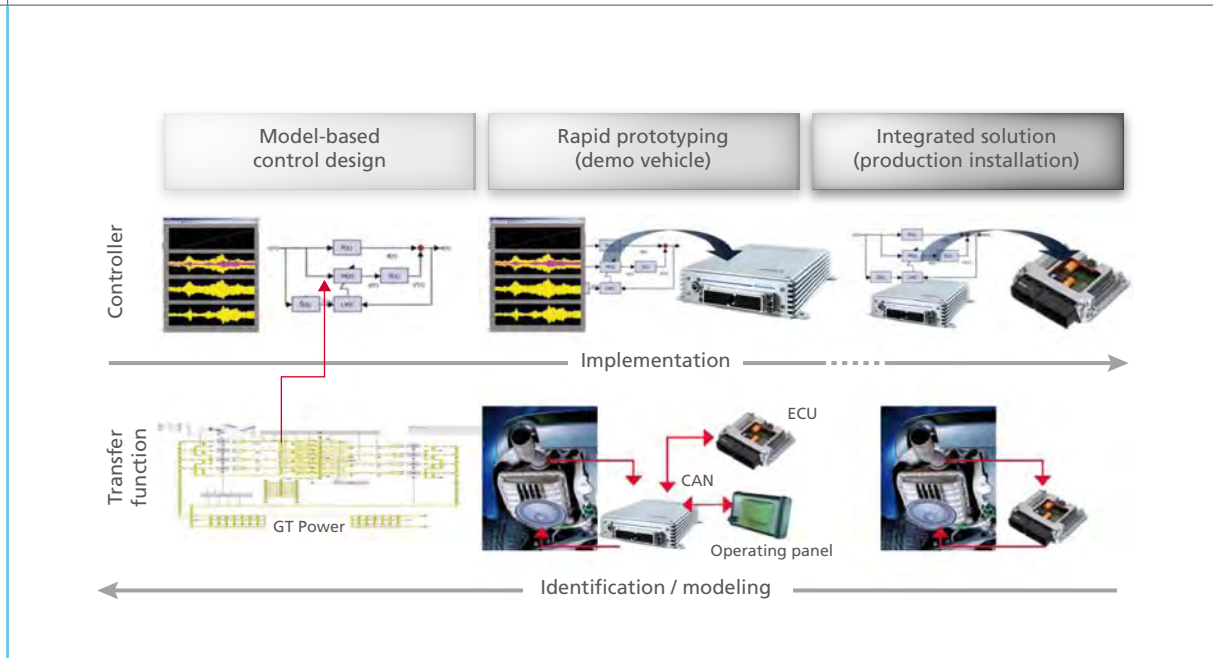 Model-based
control design
Rapid prototyping
(demo vehicle)
Integrated solution
(production installation)
Controller
Implementation
Transfer
function
GT Power
ECU
CAN
Operating panel
Identification / modeling